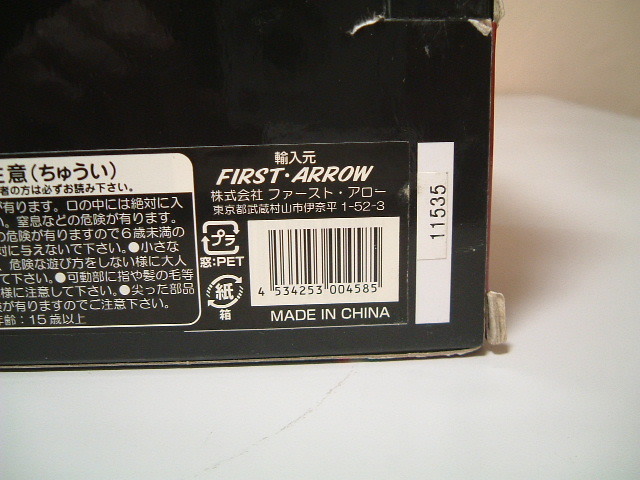 主意(ちゅうい)
者の方は必ずお読み下さい。
が有ります。口の中には絶対に入
い。窒息などの危険が有ります。
の危険が有りますので6歳未満の
対に与えないで下さい。●小さな
、危険な遊び方をしない様に大人
て下さい。●可動部に指や髪の毛等
様に注意して下さい。●尖った部品
険が有りますのでご注意下さい。
年齢：15歳以上
輸入元
FIRST・ARROW
株式会社 ファースト・アロー
東京都武蔵村山市伊奈平 1-52-3
プラ
窓:PET
紙
箱
4 534253 004585
MADE IN CHINA
11535